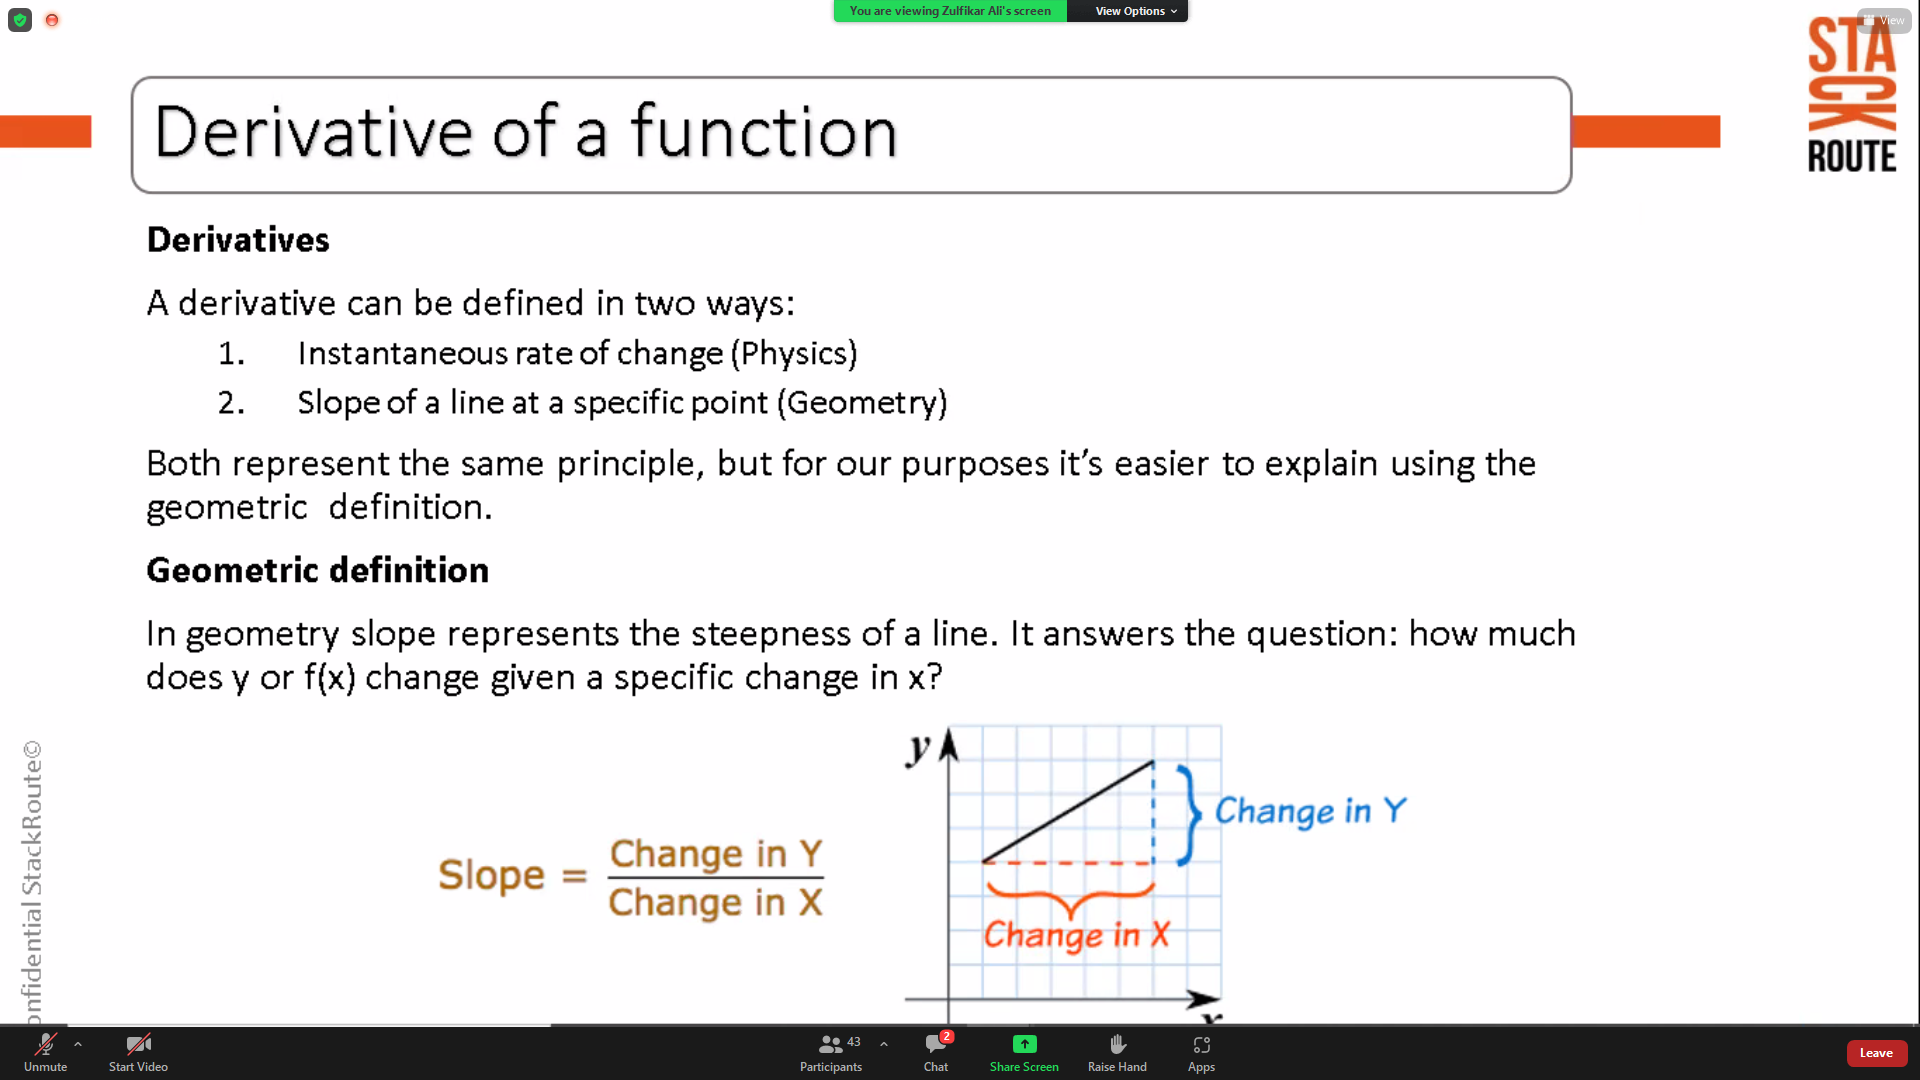 You are viewing Zulfikar Ali's screen
View Options
View
STACK
ROUTE
Derivative of a function
Derivatives
A derivative can be defined in two ways:
1. Instantaneous rate of change (Physics)
2. Slope of a line at a specific point (Geometry)
Both represent the same principle, but for our purposes it’s easier to explain using the
geometric definition.
Geometric definition
In geometry slope represents the steepness of a line. It answers the question: how much
does y or f(x) change given a specific change in x?
Slope = Change in Y
Change in X
y
Change in Y
Change in X
x
onfidential StackRoute©
Unmute
Start Video
43
Participants
2
Chat
Share Screen
Raise Hand
Apps
Leave